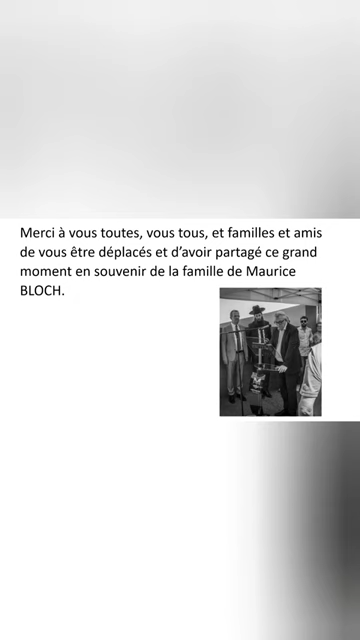 Merci à vous toutes, vous tous, et familles et amis
de vous être déplacés et d’avoir partagé ce grand
moment en souvenir de la famille de Maurice
BLOCH.